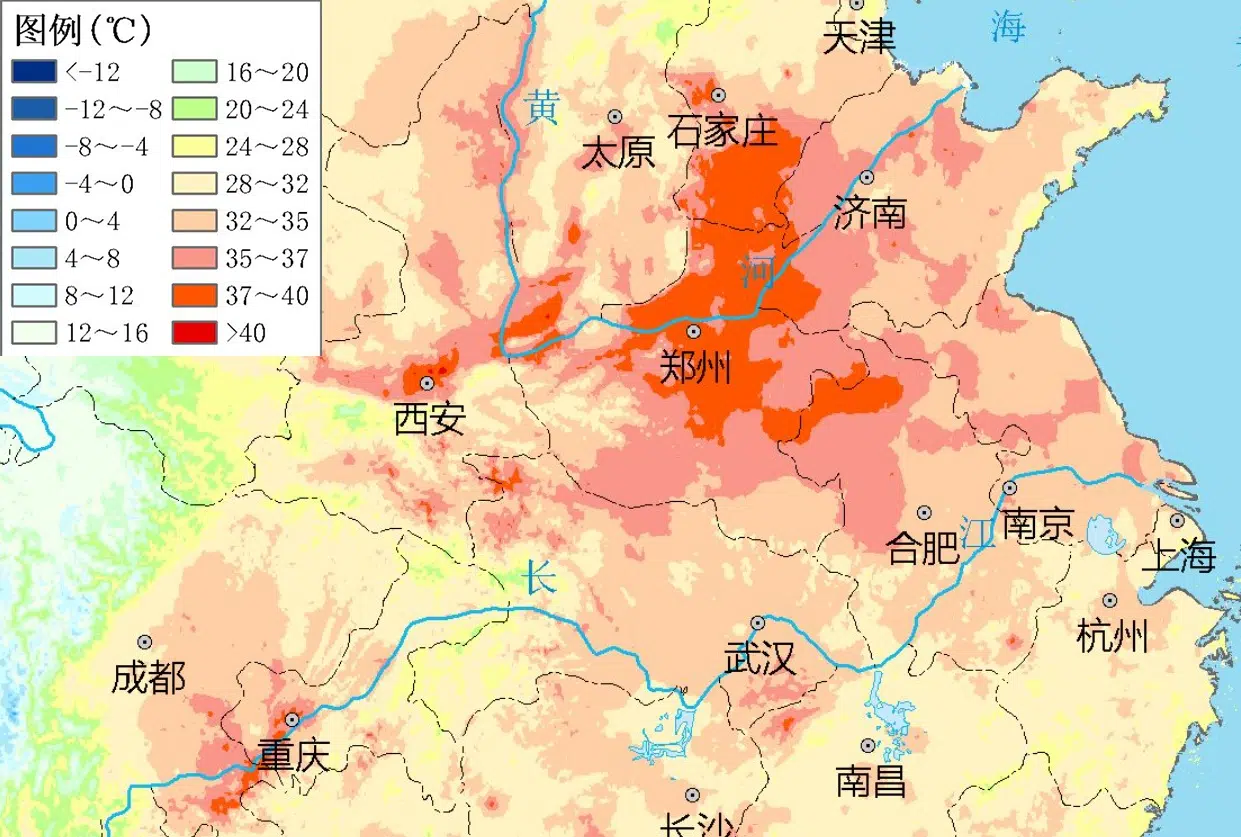 图例(℃)
<-12
-12～-8
-8～-4
-4～0
0～4
4～8
8～12
12～16
16～20
20～24
24～28
28～32
32～35
35～37
37～40
>40
海
天津
黄
石家庄
太原
济南
河
郑州
西安
南京
江
合肥
上海
长
杭州
武汉
成都
重庆
南昌
长沙